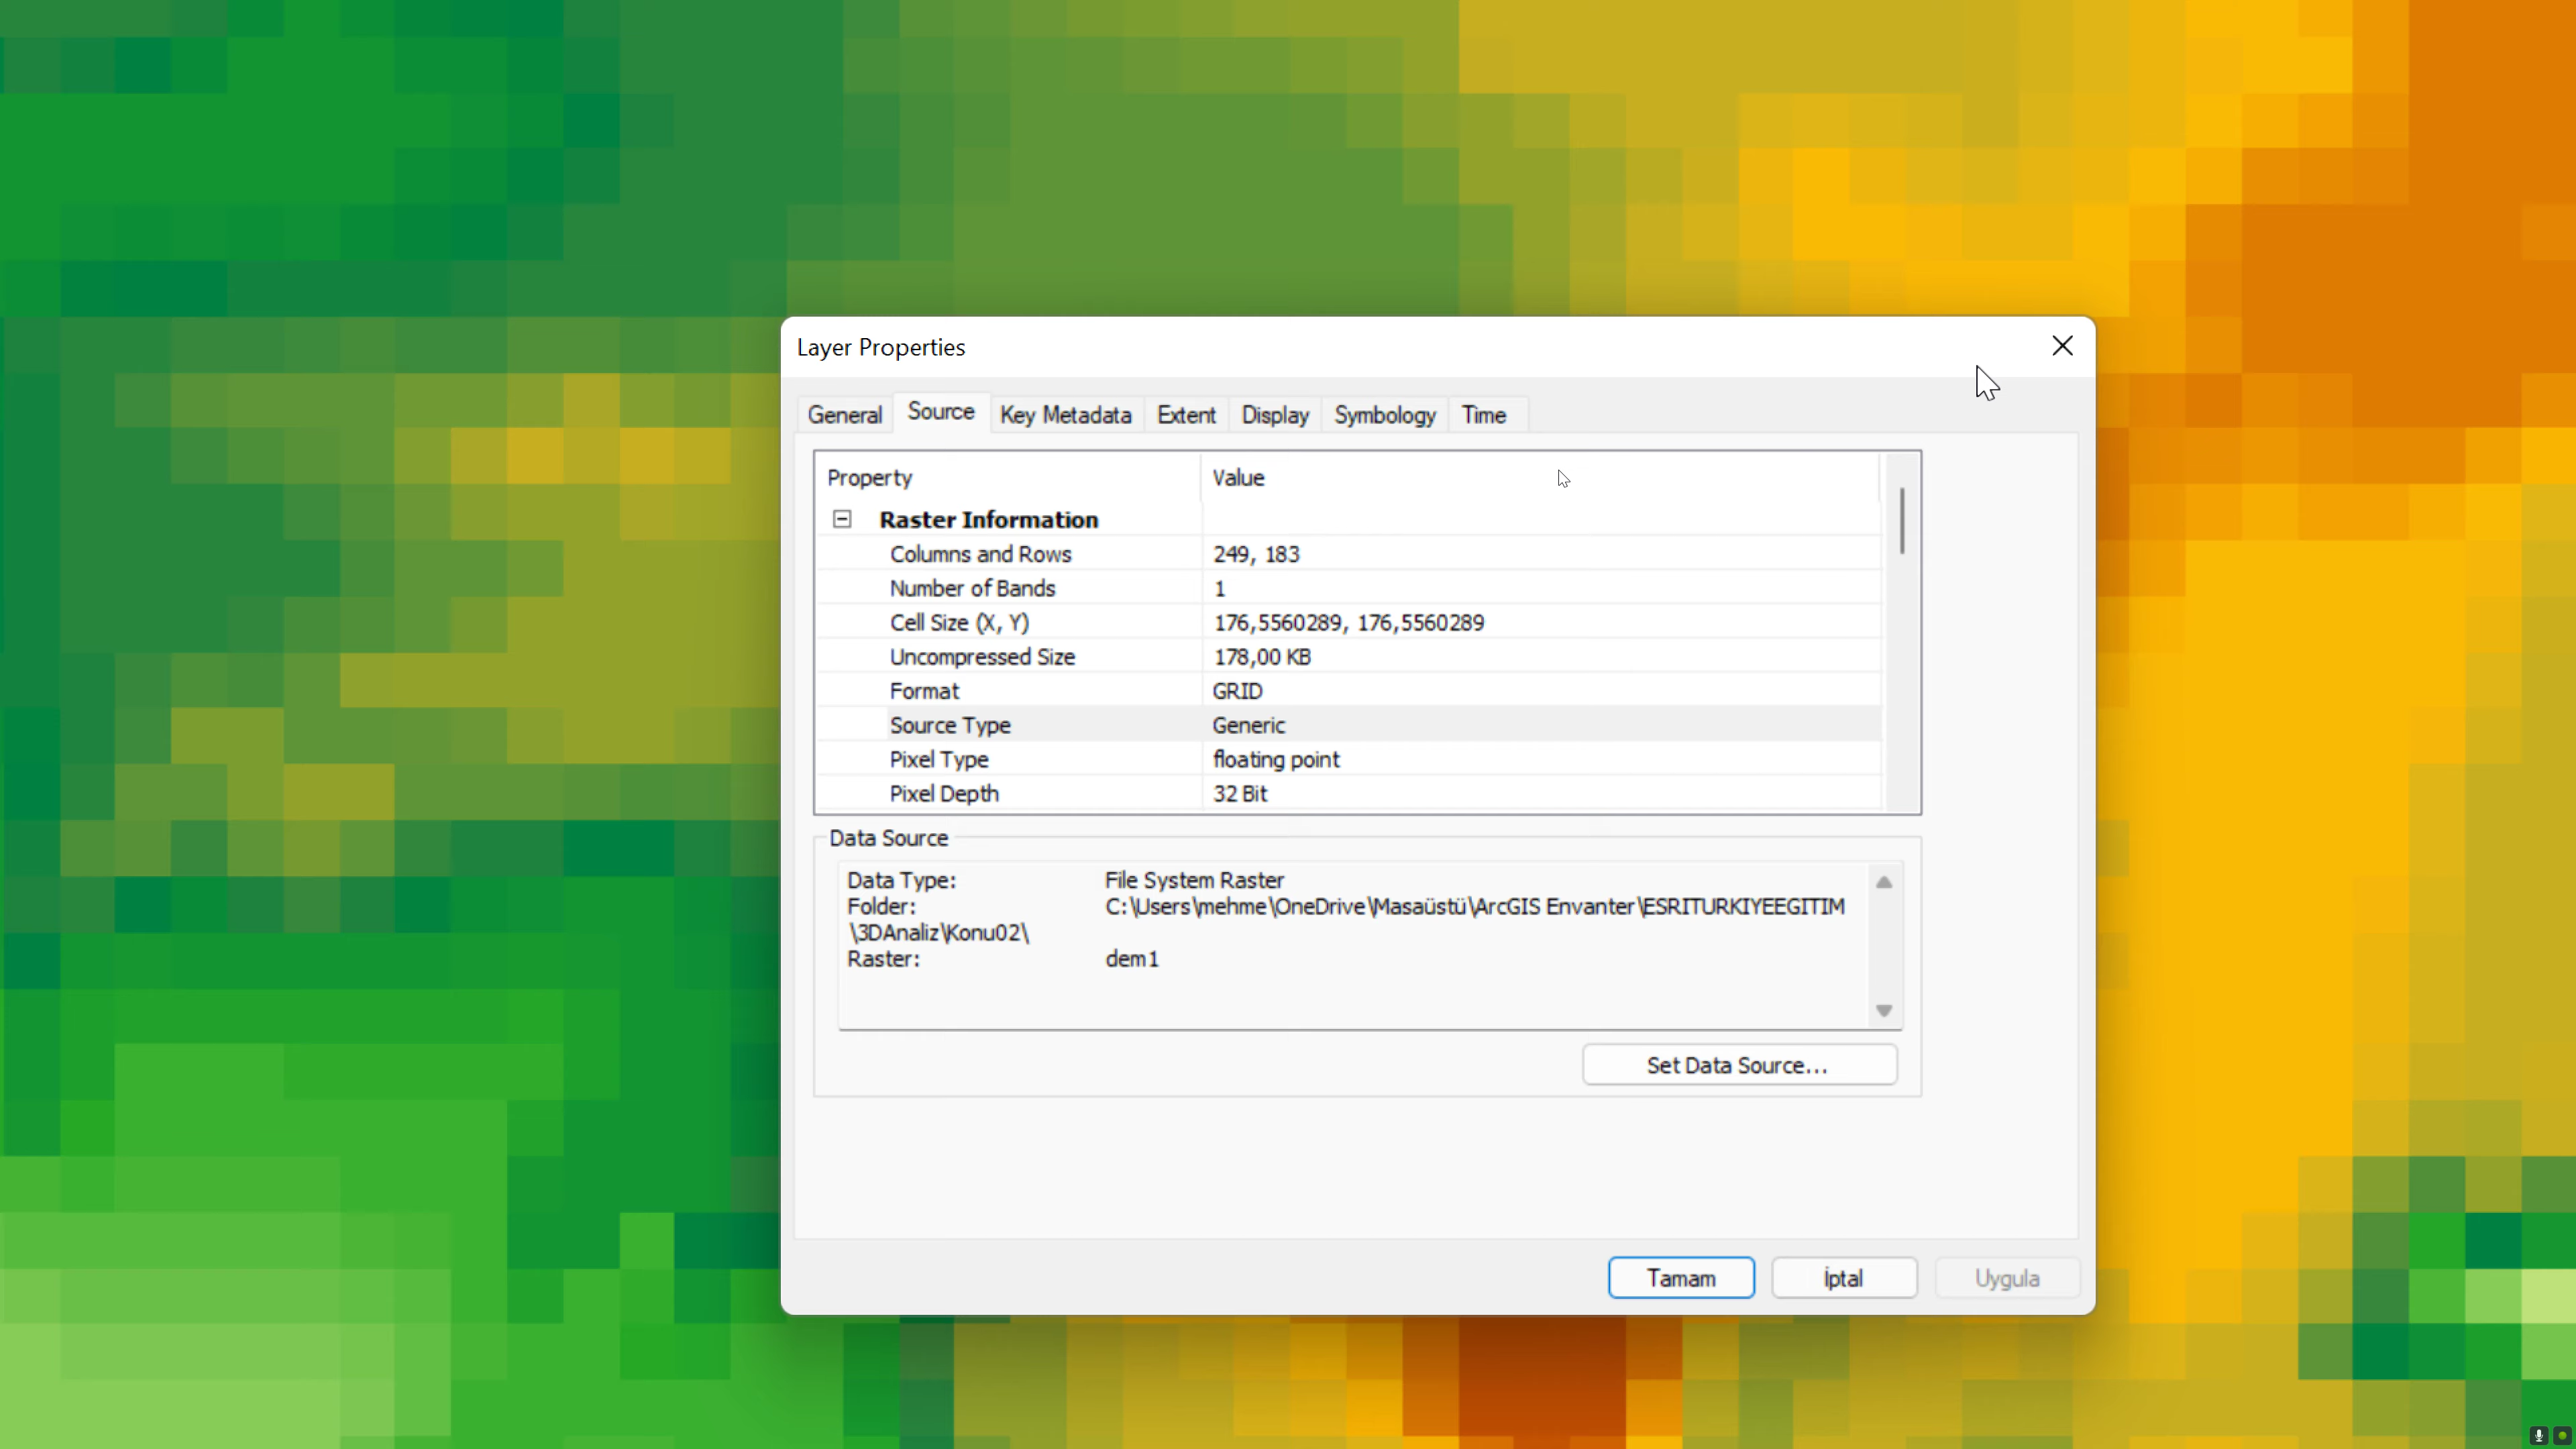 Layer Properties
General Source Key Metadata Extent Display Symbology Time
Property Value
Raster Information
Columns and Rows 249, 183
Number of Bands 1
Cell Size (X, Y) 176,5560289, 176,5560289
Uncompressed Size 178,00 KB
Format GRID
Source Type Generic
Pixel Type floating point
Pixel Depth 32 Bit
Data Source
Data Type: File System Raster
Folder: C:\Users\mehme\OneDrive\Masaüstü\ArcGIS Envanter\ESRITURKIYEEGITIM
\3DAnaliz\Konu02\
Raster: dem1
Set Data Source...
Tamam İptal Uygula